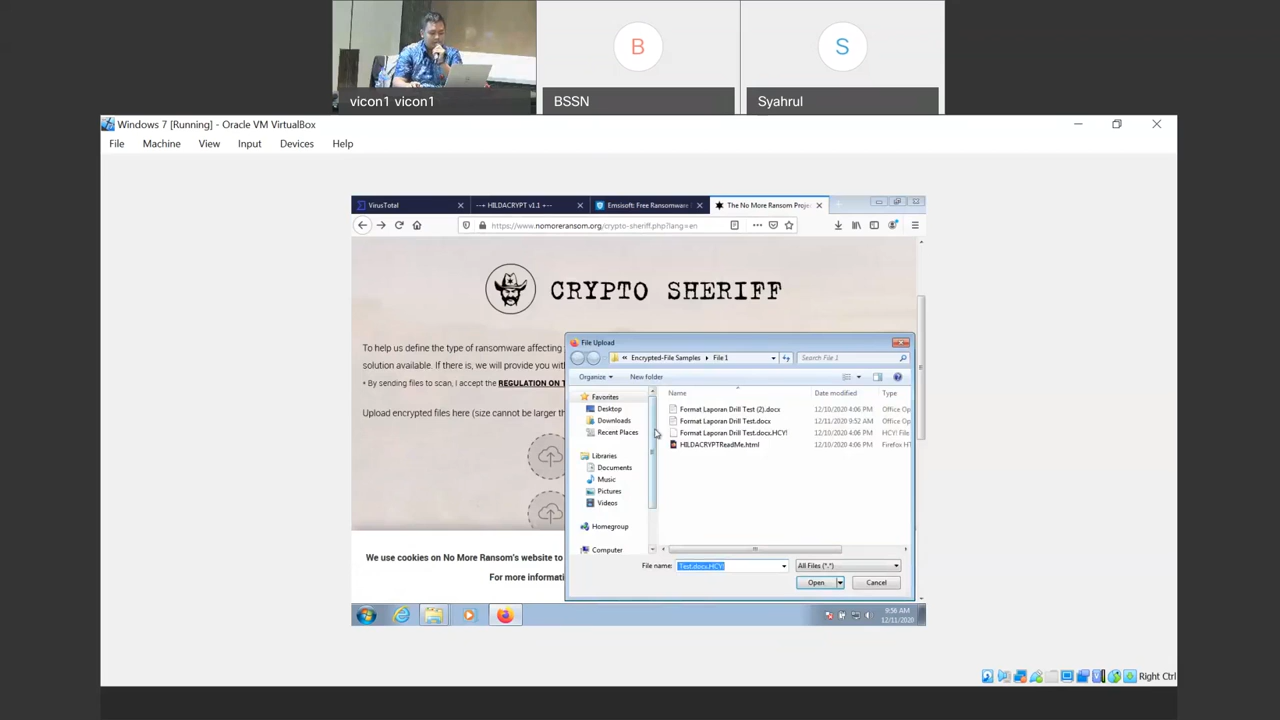 B
S
vicon1 vicon1
BSSN
Syahrul
Windows 7 [Running] - Oracle VM VirtualBox
File Machine View Input Devices Help
VirusTotal
---+ HILDACRYPT v1.1 +---
Emsisoft: Free Ransomware
The No More Ransom Proje
https://www.nomoreransom.org/crypto-sheriff.php?lang=en
CRYPTO SHERIFF
To help us define the type of ransomware affecting
solution available. If there is, we will provide you with
* By sending files to scan, I accept the REGULATION ON T
Upload encrypted files here (size cannot be larger th
We use cookies on No More Ransom's website to
For more informati
File Upload
« Encrypted-File Samples File 1
Search File 1
Organize New folder
Name Date modified Type
Favorites
Desktop
Downloads
Recent Places
Libraries
Documents
Music
Pictures
Videos
Homegroup
Computer
Format Laporan Drill Test (2).docx 12/10/2020 4:06 PM Office Op
Format Laporan Drill Test.docx 12/11/2020 9:52 AM Office Op
Format Laporan Drill Test.docx.HCY! 12/10/2020 4:06 PM HCY! File
HILDACRYPTReadMe.html 12/10/2020 4:06 PM Firefox HT
File name: Test.docx.HCY! All Files (*.*)
Open Cancel
9:56 AM
12/11/2020
Right Ctrl